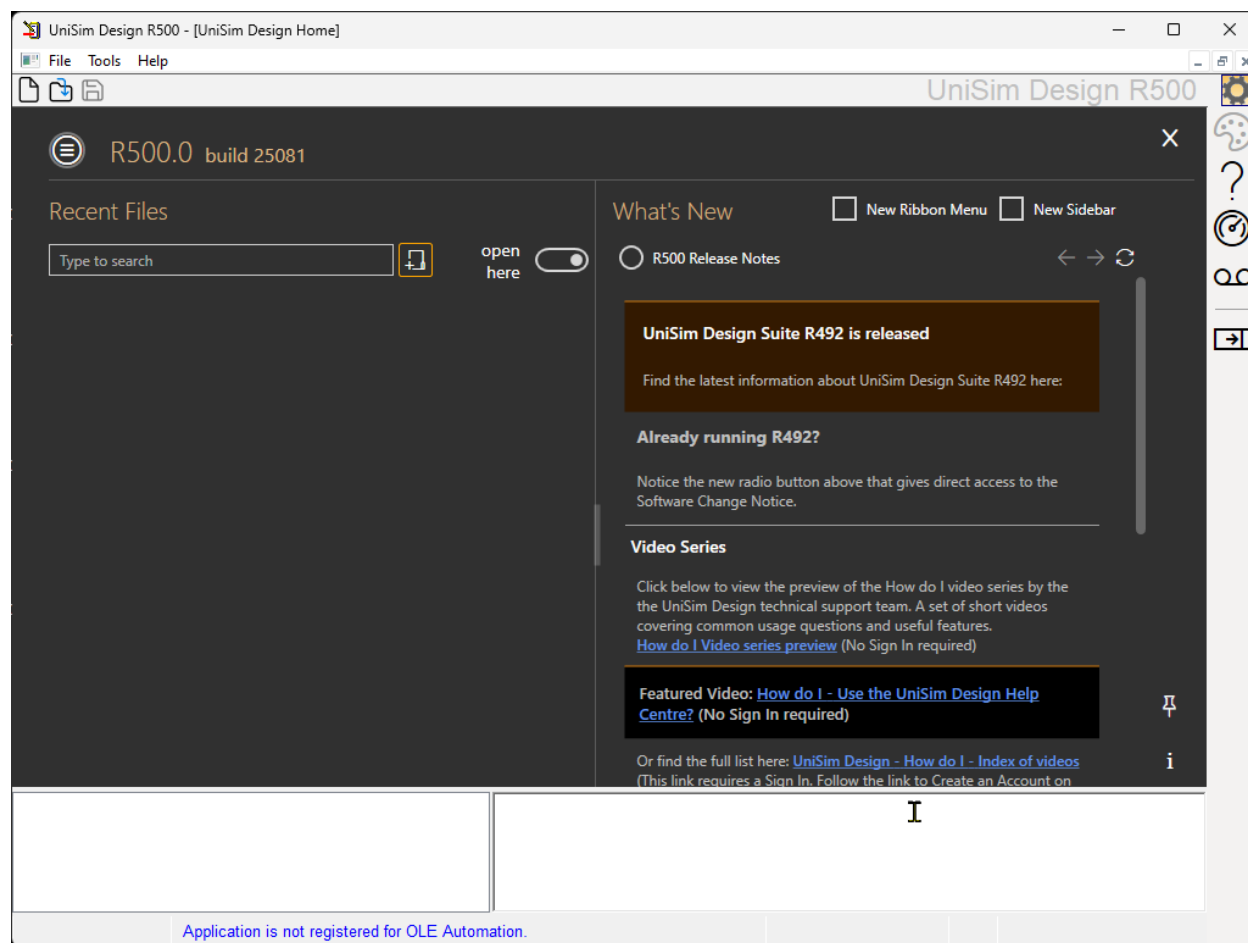 UniSim Design R500 - [UniSim Design Home]
File Tools Help
UniSim Design R500
R500.0 build 25081
X
Recent Files
Type to search
open
here
What's New
New Ribbon Menu
New Sidebar
R500 Release Notes
UniSim Design Suite R492 is released
Find the latest information about UniSim Design Suite R492 here:
Already running R492?
Notice the new radio button above that gives direct access to the
Software Change Notice.
Video Series
Click below to view the preview of the How do I video series by the
the UniSim Design technical support team. A set of short videos
covering common usage questions and useful features.
How do I Video series preview (No Sign In required)
Featured Video: How do I - Use the UniSim Design Help
Centre? (No Sign In required)
Or find the full list here: UniSim Design - How do I - Index of videos
(This link requires a Sign In. Follow the link to Create an Account on
Application is not registered for OLE Automation.